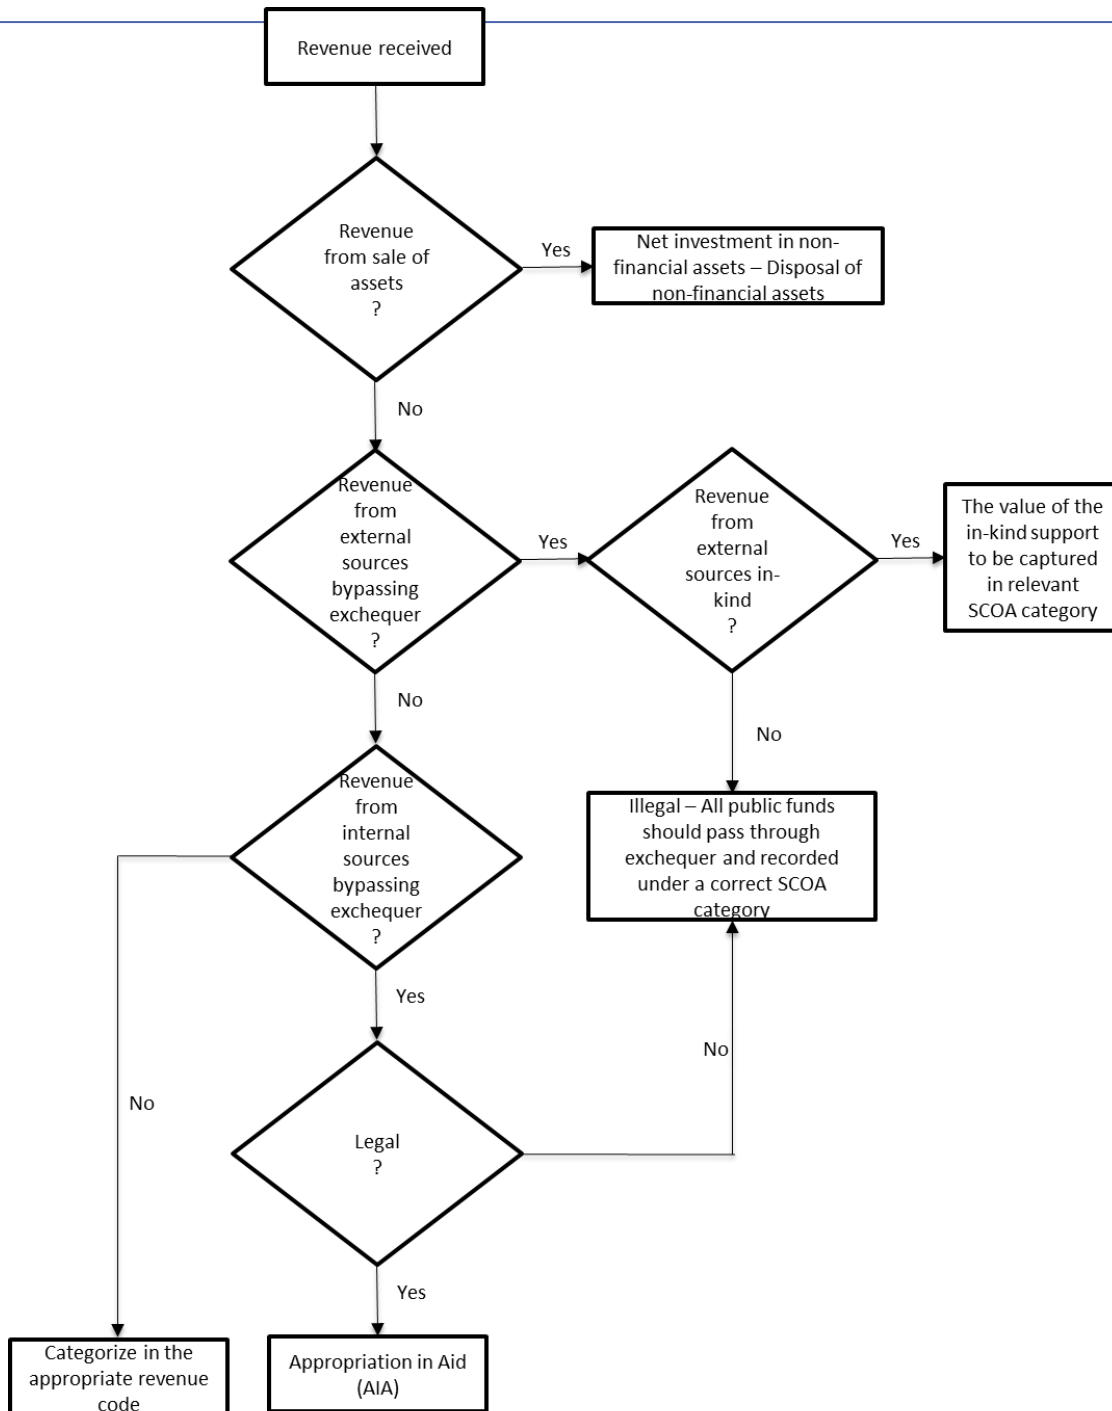 Revenue received
Revenue
from sale of
assets
?
Yes
Net investment in non-
financial assets – Disposal of
non-financial assets
No
Revenue
from
external
sources
bypassing
exchequer
?
Yes
Revenue
from
external
sources in-
kind
?
Yes
The value of the
in-kind support
to be captured
in relevant
SCOA category
No
No
Revenue
from
internal
sources
bypassing
exchequer
?
Illegal – All public funds
should pass through
exchequer and recorded
under a correct SCOA
category
Yes
No
No
Legal
?
Yes
Categorize in the
appropriate revenue
code
Appropriation in Aid
(AIA)